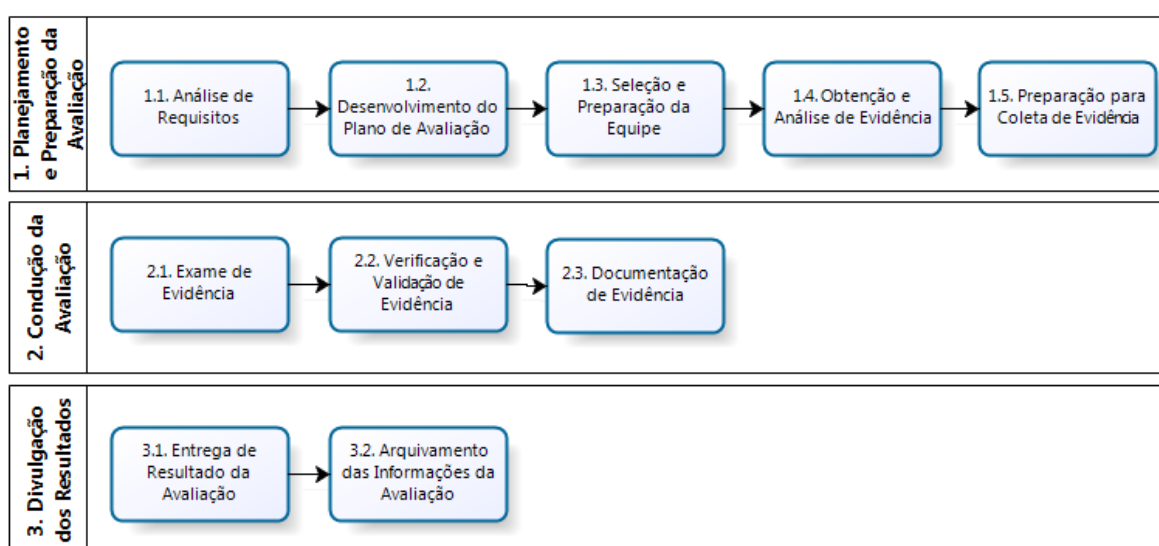 1. Planejamento
e Preparação da
Avaliação
1.1. Análise de
Requisitos
1.2.
Desenvolvimento do
Plano de Avaliação
1.3. Seleção e
Preparação da
Equipe
1.4. Obtenção e
Análise de Evidência
1.5. Preparação para
Coleta de Evidência
2. Condução da
Avaliação
2.1. Exame de
Evidência
2.2. Verificação e
Validação de
Evidência
2.3. Documentação
de Evidência
3. Divulgação
dos Resultados
3.1. Entrega de
Resultado da
Avaliação
3.2. Arquivamento
das Informações da
Avaliação